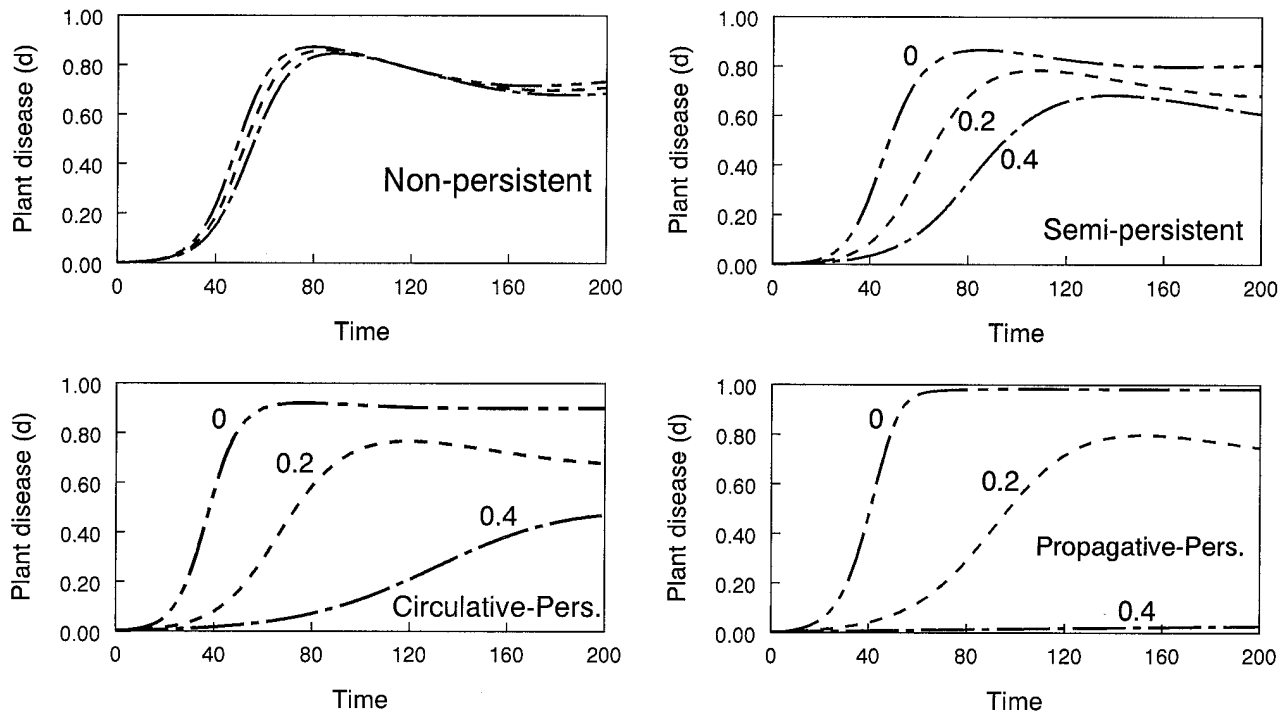 Plant disease (d)
1.00
0.80
0.60
0.40
0.20
0.00
Non-persistent
0 40 80 120 160 200
Time
Plant disease (d)
1.00
0.80
0.60
0.40
0.20
0.00
0
0.2
0.4
Semi-persistent
0 40 80 120 160 200
Time
Plant disease (d)
1.00
0.80
0.60
0.40
0.20
0.00
0
0.2
0.4
Circulative-Pers.
0 40 80 120 160 200
Time
Plant disease (d)
1.00
0.80
0.60
0.40
0.20
0.00
0
0.2
Propagative-Pers.
0.4
0 40 80 120 160 200
Time